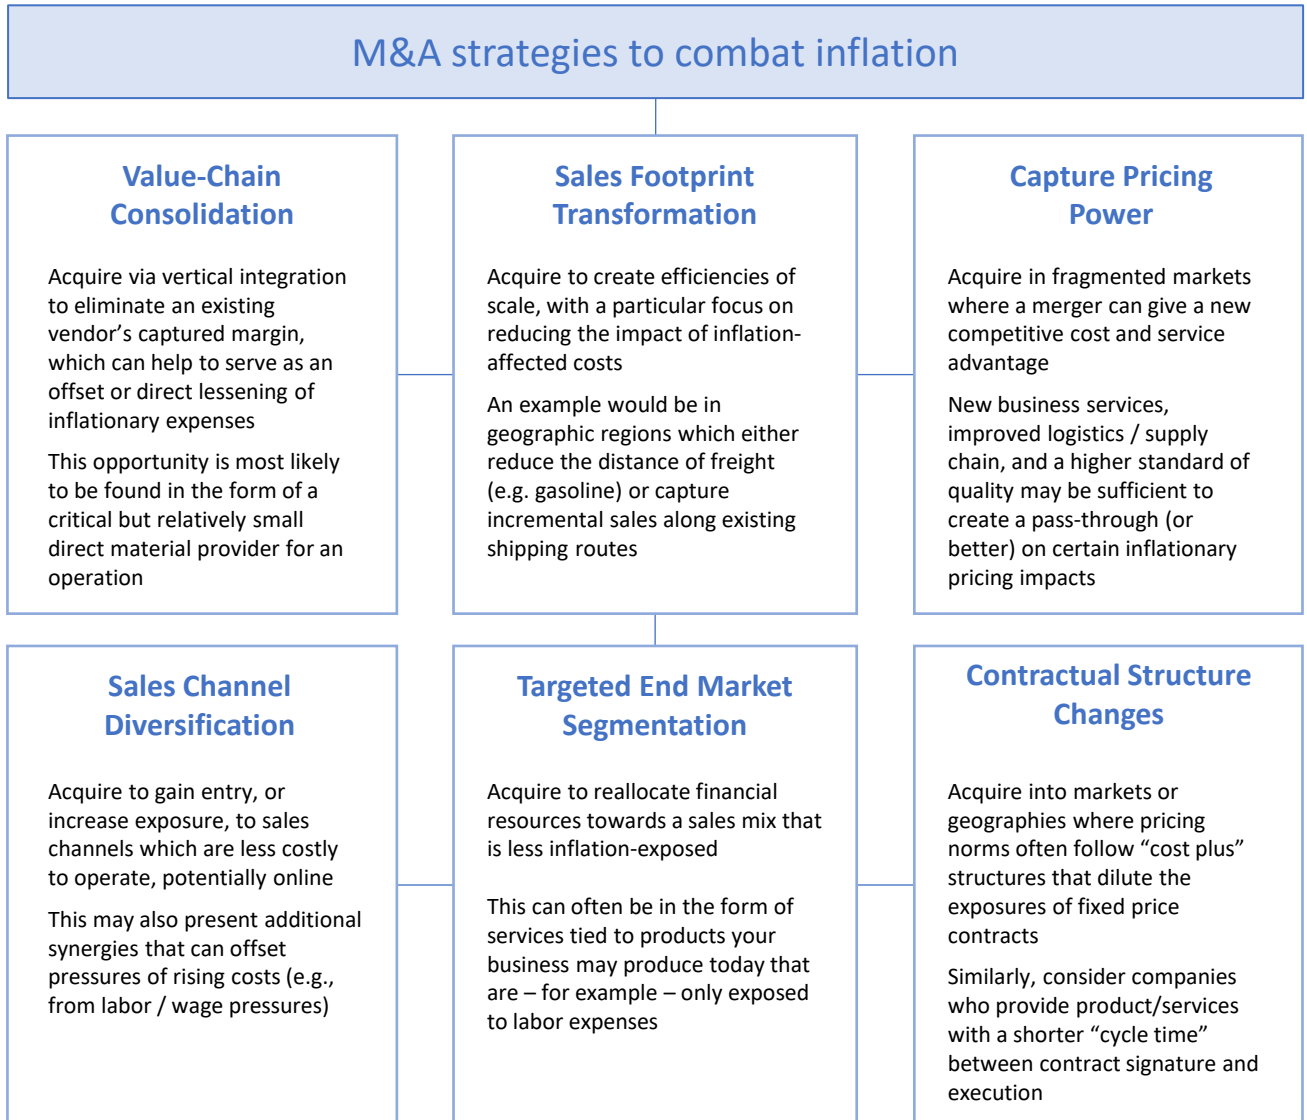 M&A strategies to combat inflation
Value-Chain
Consolidation
Acquire via vertical integration
to eliminate an existing
vendor’s captured margin,
which can help to serve as an
offset or direct lessening of
inflationary expenses
This opportunity is most likely
to be found in the form of a
critical but relatively small
direct material provider for an
operation
Sales Footprint
Transformation
Acquire to create efficiencies of
scale, with a particular focus on
reducing the impact of inflation-
affected costs
An example would be in
geographic regions which either
reduce the distance of freight
(e.g. gasoline) or capture
incremental sales along existing
shipping routes
Capture Pricing
Power
Acquire in fragmented markets
where a merger can give a new
competitive cost and service
advantage
New business services,
improved logistics / supply
chain, and a higher standard of
quality may be sufficient to
create a pass-through (or
better) on certain inflationary
pricing impacts
Sales Channel
Diversification
Acquire to gain entry, or
increase exposure, to sales
channels which are less costly
to operate, potentially online
This may also present additional
synergies that can offset
pressures of rising costs (e.g.,
from labor / wage pressures)
Targeted End Market
Segmentation
Acquire to reallocate financial
resources towards a sales mix that
is less inflation-exposed
This can often be in the form of
services tied to products your
business may produce today that
are – for example – only exposed
to labor expenses
Contractual Structure
Changes
Acquire into markets or
geographies where pricing
norms often follow “cost plus”
structures that dilute the
exposures of fixed price
contracts
Similarly, consider companies
who provide product/services
with a shorter “cycle time”
between contract signature and
execution